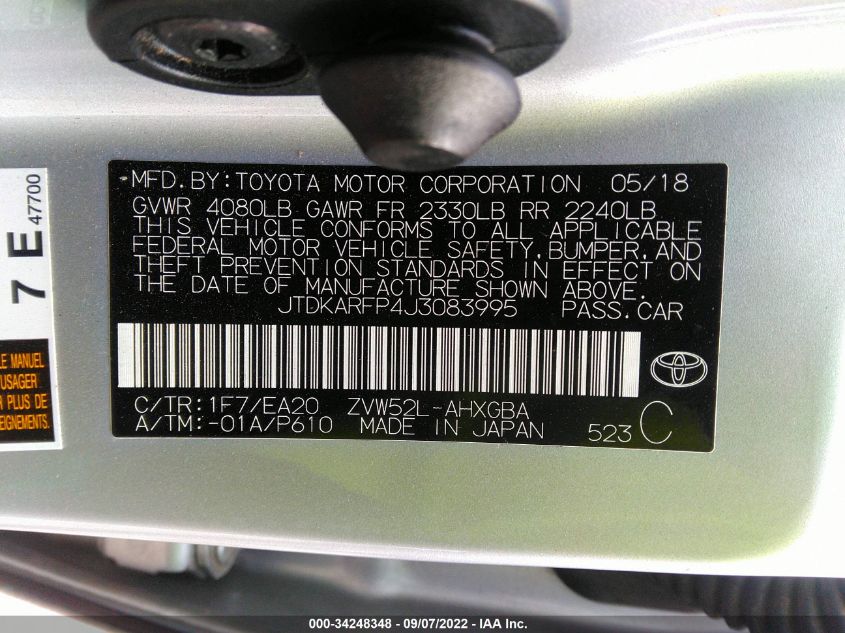 MFD.BY:TOYOTA MOTOR CORPORATION 05/18
GVWR 4080LB GAWR FR 2330LB RR 2240LB
THIS VEHICLE CONFORMS TO ALL APPLICABLE
FEDERAL MOTOR VEHICLE SAFETY,BUMPER,AND
THEFT PREVENTION STANDARDS IN EFFECT ON
THE DATE OF MANUFACTURE SHOWN ABOVE.
JTDKARFP4J3083995 PASS.CAR
C/TR:1F7/EA20 ZVW52L-AHXGBA
A/TM:-01A/P610 MADE IN JAPAN 523 C
7 E 47700
LE MANUEL
USAGER
R PLUS DE
EIGNEMENTS.
000-34248348 - 09/07/2022 - IAA Inc.